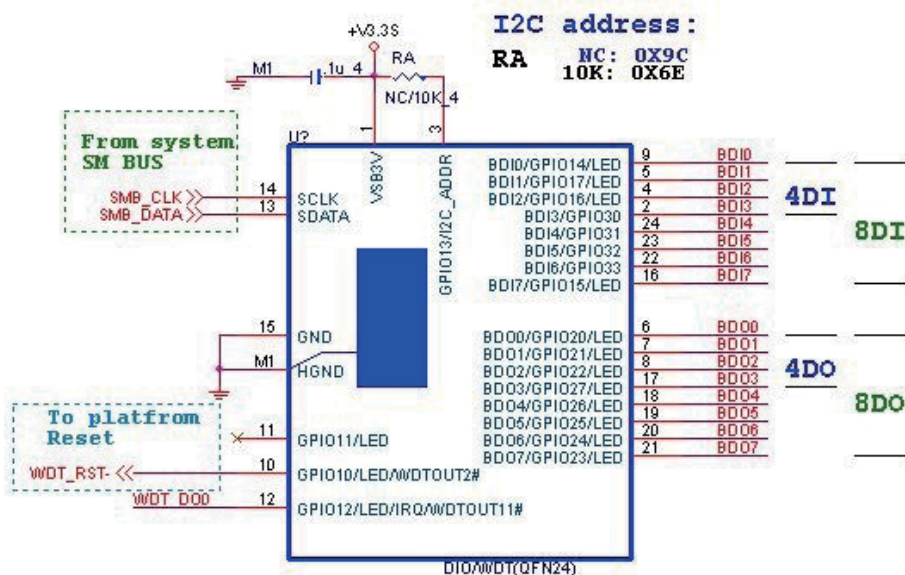 I2C address:
RA NC: 0X9C
10K: 0X6E
+V3.3S
M1 .1u_4 RA
NC/10K_4
From system
SM BUS
SMB_CLK
SMB_DATA
14 SCLK
13 SDATA
U?
1 VSB3V
3 GPIO13/I2C_ADDR
BDI0/GPIO14/LED 9 BDI0
BDI1/GPIO17/LED 5 BDI1
BDI2/GPIO16/LED 4 BDI2
BDI3/GPIO30 2 BDI3
BDI4/GPIO31 24 BDI4
BDI5/GPIO32 23 BDI5
BDI6/GPIO33 22 BDI6
BDI7/GPIO15/LED 16 BDI7
4DI
8DI
15 GND
M1 HGND
BDO0/GPIO20/LED 6 BDO0
BDO1/GPIO21/LED 7 BDO1
BDO2/GPIO22/LED 8 BDO2
BDO3/GPIO27/LED 17 BDO3
BDO4/GPIO26/LED 18 BDO4
BDO5/GPIO25/LED 19 BDO5
BDO6/GPIO24/LED 20 BDO6
BDO7/GPIO23/LED 21 BDO7
4DO
8DO
To platfrom
Reset
WDT_RST-
11 GPIO11/LED
10 GPIO10/LED/WDTOUT2#
WDT_DO0 12 GPIO12/LED/IRQ/WDTOUT11#
DIO/WDT(QFN24)